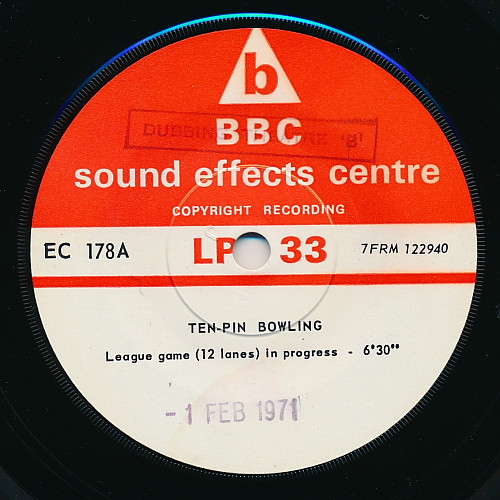 b
DUBBING
'B'
BBC
sound effects centre
COPYRIGHT RECORDING
EC 178A
LP 33
7FRM 122940
TEN-PIN BOWLING
League game (12 lanes) in progress - 6'30"
-1 FEB 1971